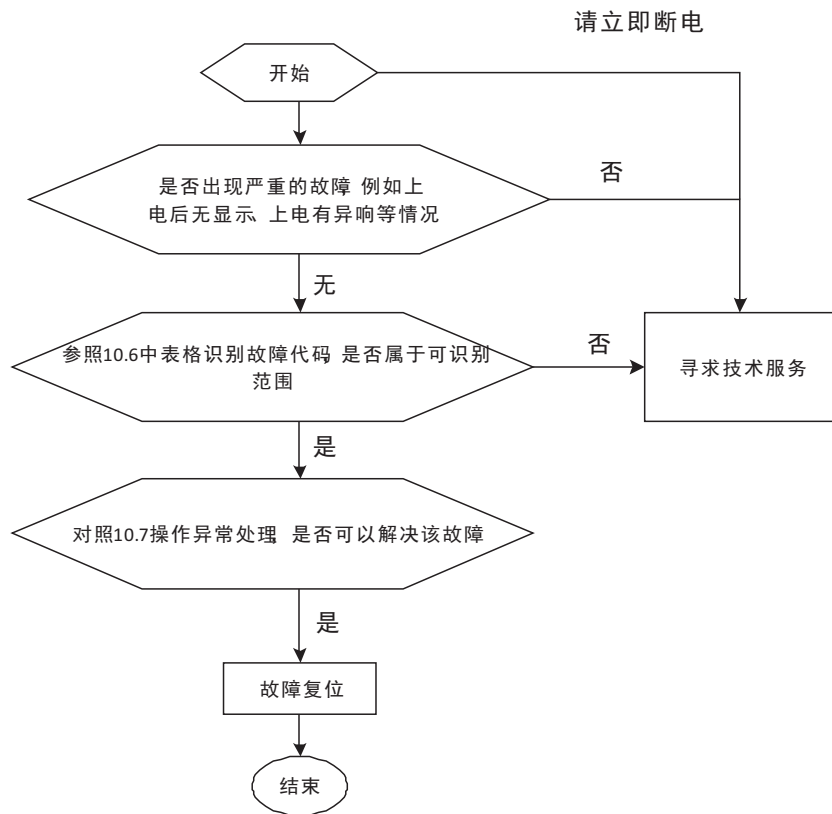 请立即断电
开始
是否出现严重的故障,例如上
电后无显示、上电有异响等情况
否
无
参照10.6中表格识别故障代码,是否属于可识别
范围
否
寻求技术服务
是
对照10.7操作异常处理,是否可以解决该故障
是
故障复位
结束